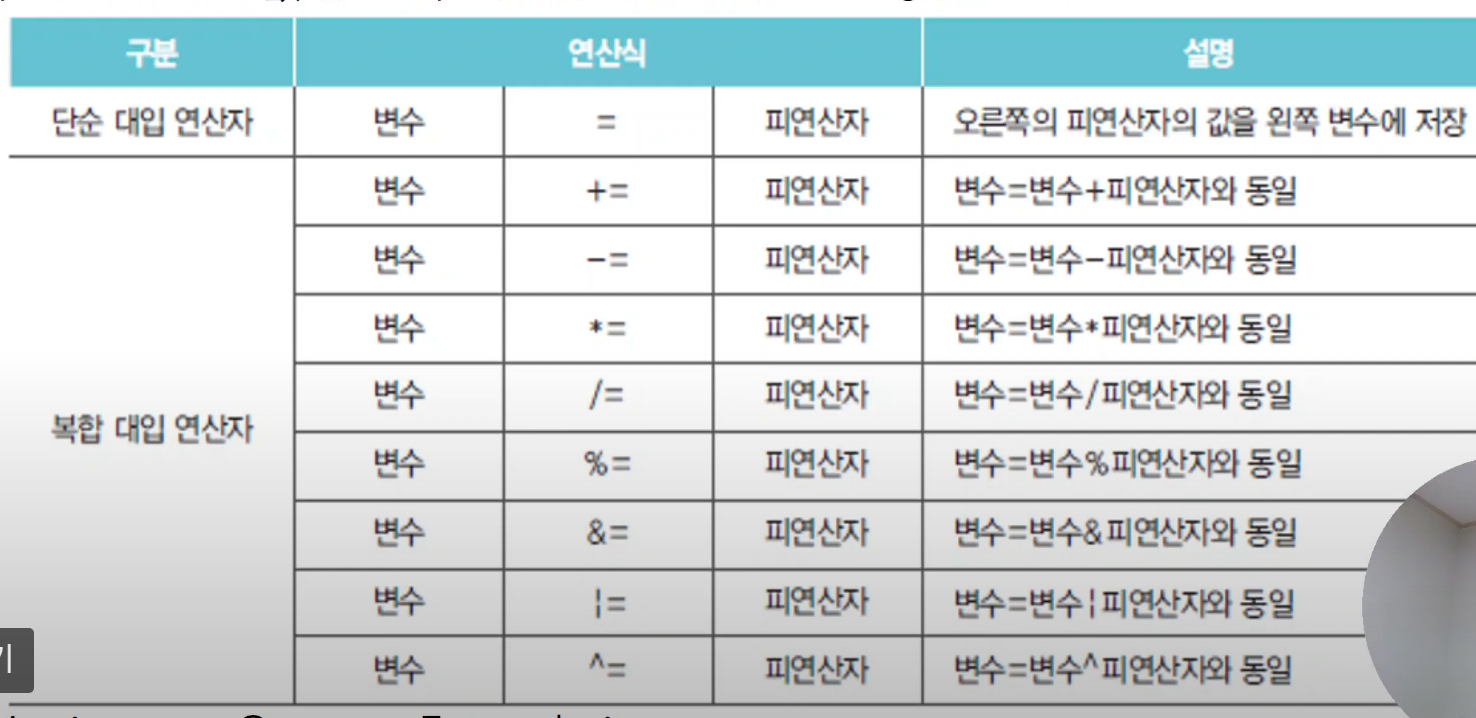 구분 연산식 설명
단순 대입 연산자 변수 = 피연산자 오른쪽의 피연산자의 값을 왼쪽 변수에 저장
변수 += 피연산자 변수=변수+피연산자와 동일
변수 -= 피연산자 변수=변수-피연산자와 동일
변수 *= 피연산자 변수=변수*피연산자와 동일
변수 /= 피연산자 변수=변수/피연산자와 동일
복합 대입 연산자
변수 %= 피연산자 변수=변수%피연산자와 동일
변수 &= 피연산자 변수=변수&피연산자와 동일
변수 ¦= 피연산자 변수=변수¦피연산자와 동일
변수 ^= 피연산자 변수=변수^피연산자와 동일
기